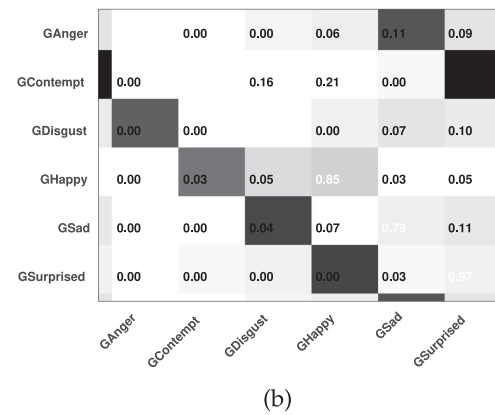 GAnger 0.00 0.00 0.06 0.11 0.09
GContempt 0.00 0.16 0.21 0.00
GDisgust 0.00 0.00 0.00 0.07 0.10
GHappy 0.00 0.03 0.05 0.85 0.03 0.05
GSad 0.00 0.00 0.04 0.07 0.79 0.11
GSurprised 0.00 0.00 0.00 0.00 0.03 0.97
GAnger GContempt GDisgust GHappy GSad GSurprised
(b)